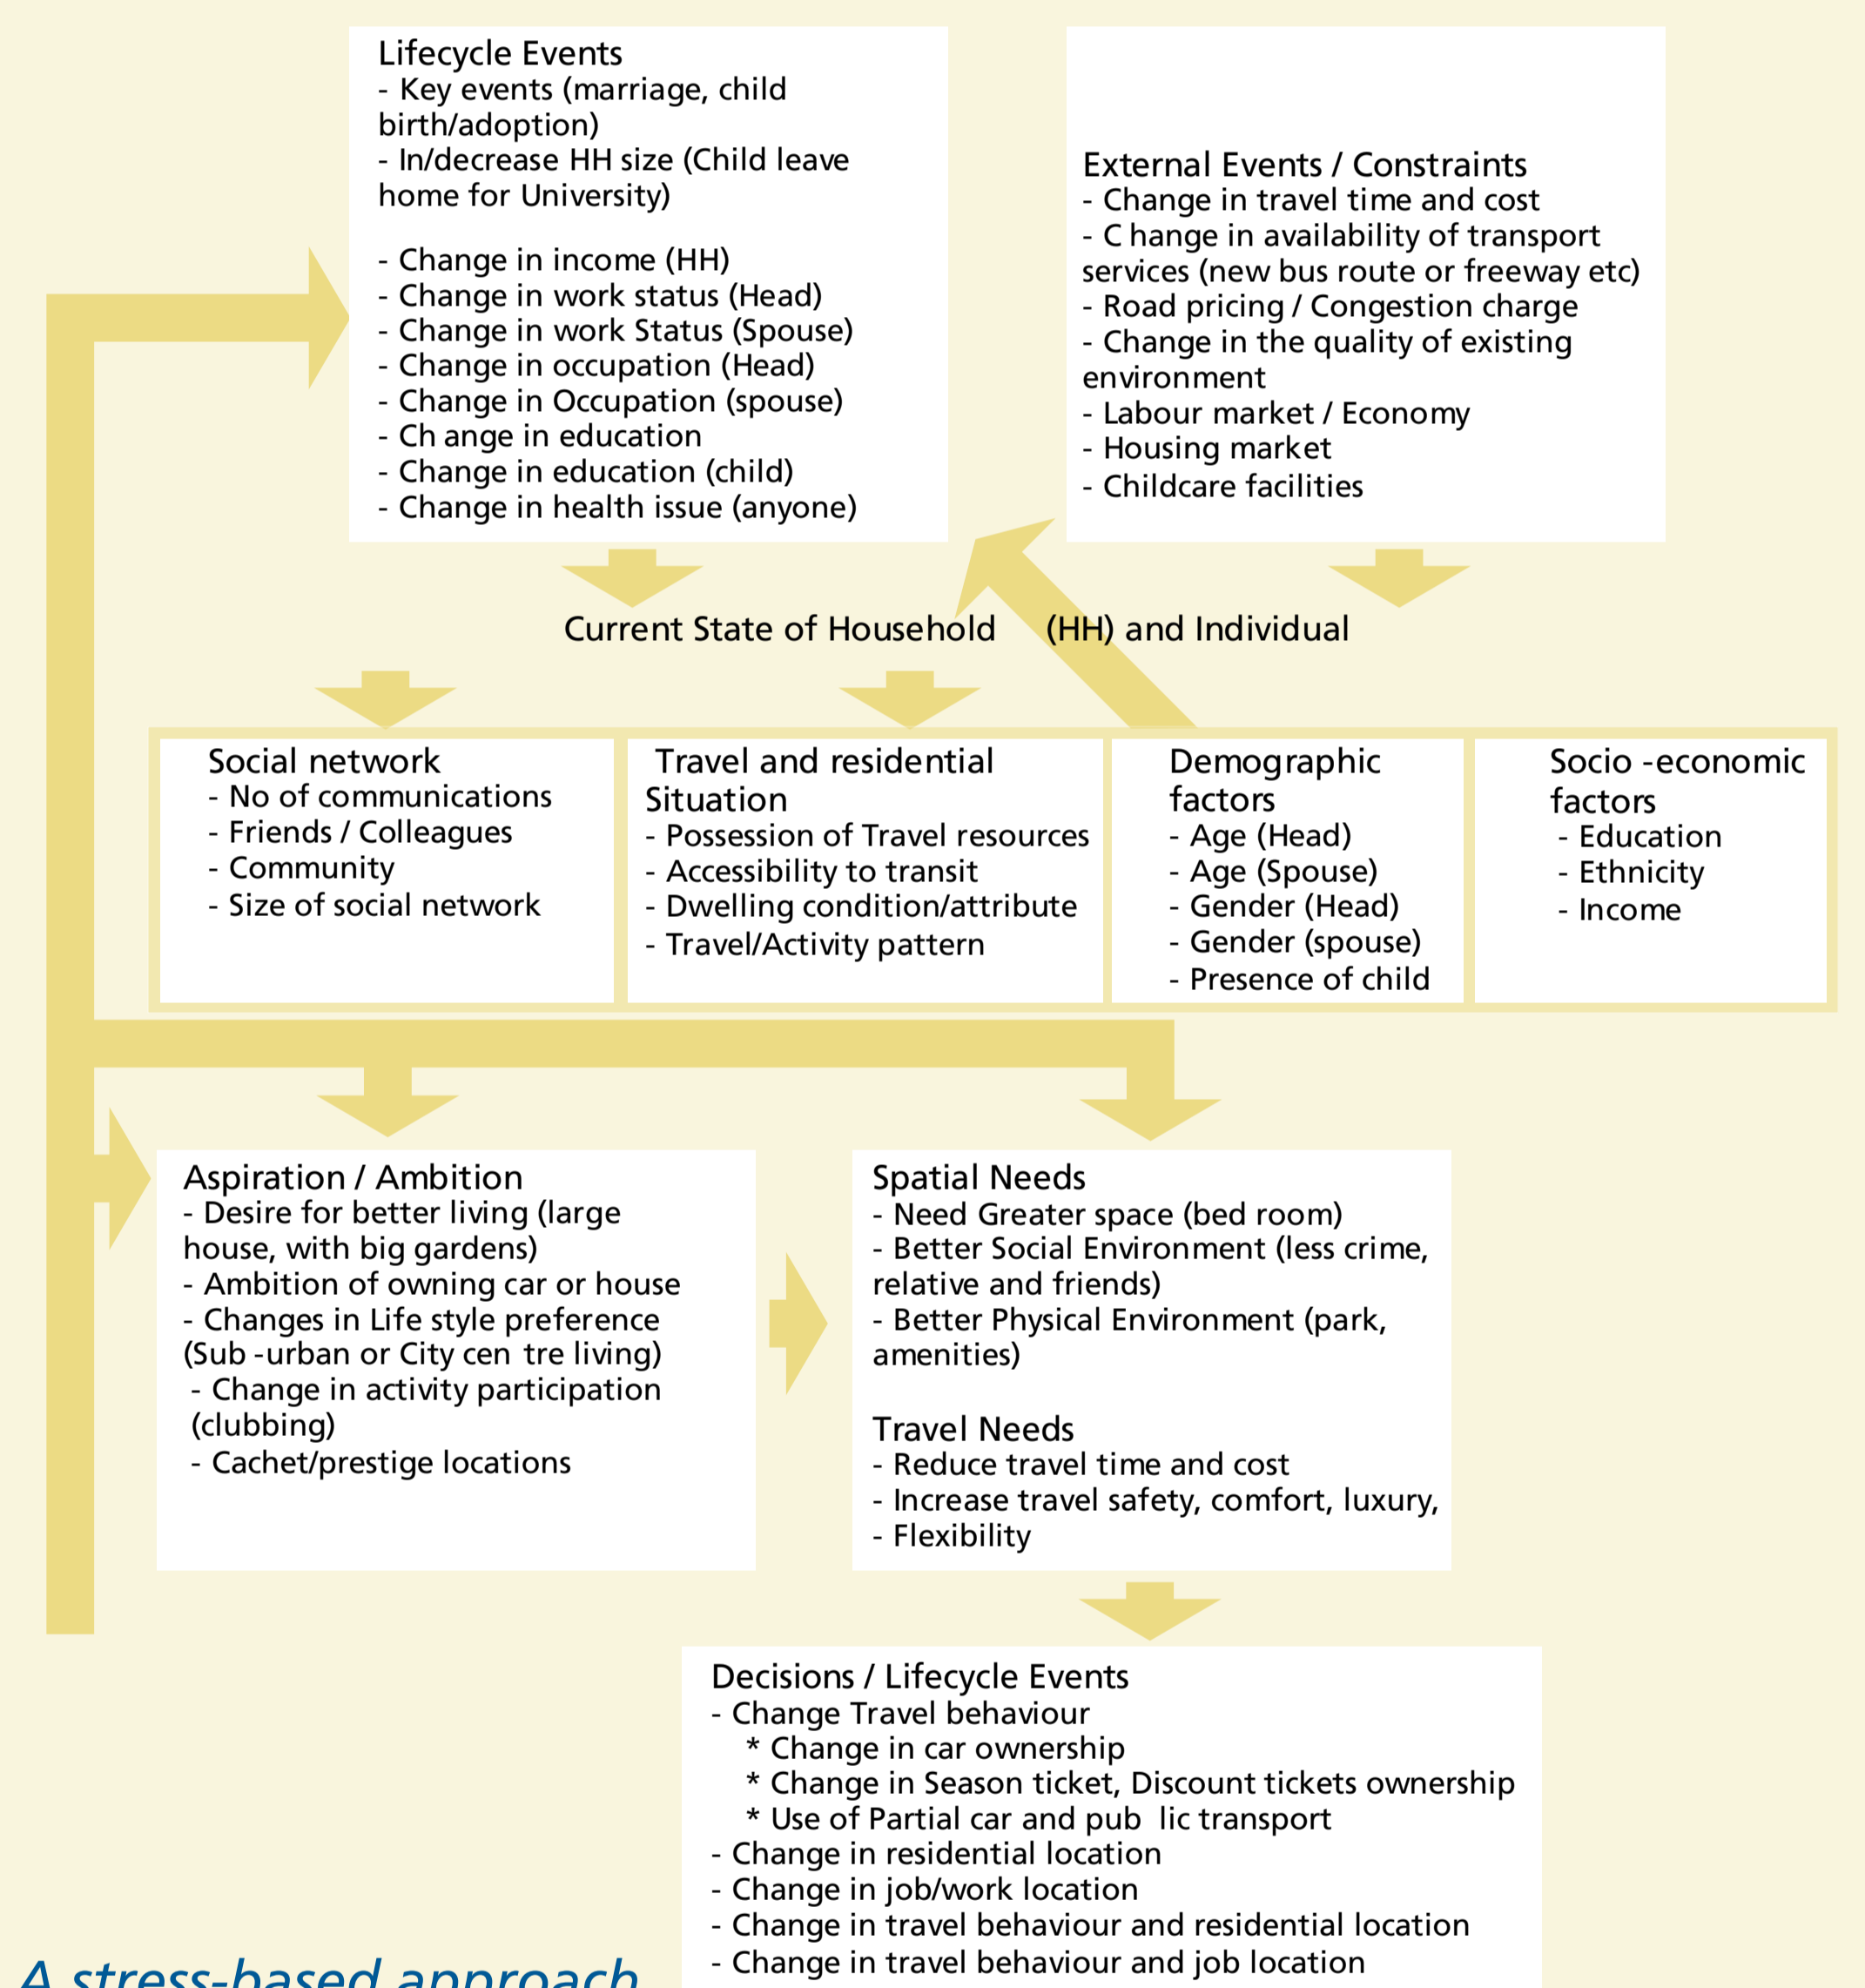 Lifecycle Events
- Key events (marriage, child
birth/adoption)
- In/decrease HH size (Child leave
home for University)
- Change in income (HH)
- Change in work status (Head)
- Change in work Status (Spouse)
- Change in occupation (Head)
- Change in Occupation (spouse)
- Ch ange in education
- Change in education (child)
- Change in health issue (anyone)
External Events / Constraints
- Change in travel time and cost
- C hange in availability of transport
services (new bus route or freeway etc)
- Road pricing / Congestion charge
- Change in the quality of existing
environment
- Labour market / Economy
- Housing market
- Childcare facilities
Current State of Household (HH) and Individual
Social network
- No of communications
- Friends / Colleagues
- Community
- Size of social network
Travel and residential
Situation
- Possession of Travel resources
- Accessibility to transit
- Dwelling condition/attribute
- Travel/Activity pattern
Demographic
factors
- Age (Head)
- Age (Spouse)
- Gender (Head)
- Gender (spouse)
- Presence of child
Socio -economic
factors
- Education
- Ethnicity
- Income
Aspiration / Ambition
- Desire for better living (large
house, with big gardens)
- Ambition of owning car or house
- Changes in Life style preference
(Sub -urban or City cen tre living)
- Change in activity participation
(clubbing)
- Cachet/prestige locations
Spatial Needs
- Need Greater space (bed room)
- Better Social Environment (less crime,
relative and friends)
- Better Physical Environment (park,
amenities)
Travel Needs
- Reduce travel time and cost
- Increase travel safety, comfort, luxury,
- Flexibility
Decisions / Lifecycle Events
- Change Travel behaviour
* Change in car ownership
* Change in Season ticket, Discount tickets ownership
* Use of Partial car and pub lic transport
- Change in residential location
- Change in job/work location
- Change in travel behaviour and residential location
- Change in travel behaviour and job location
A stress-based approach